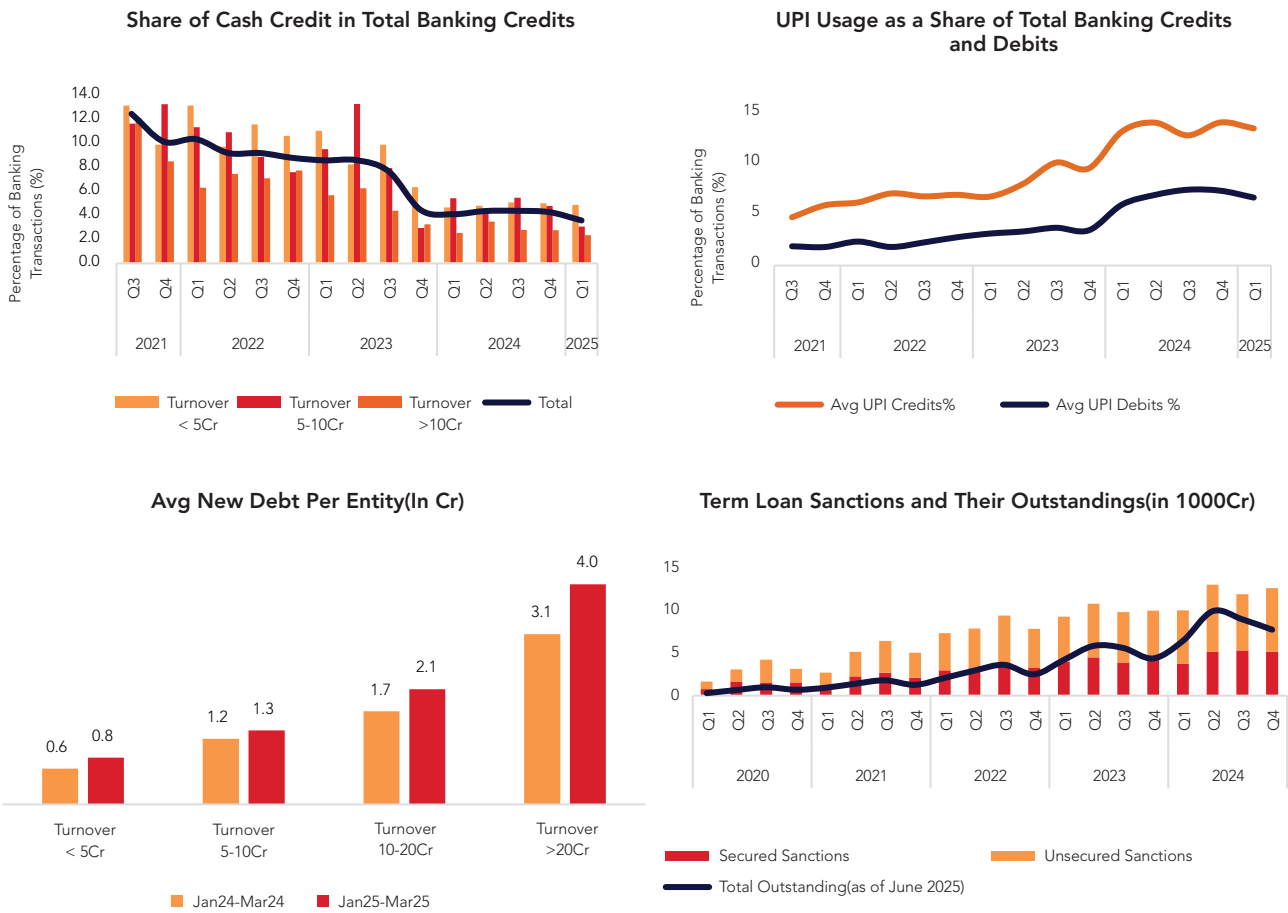 Share of Cash Credit in Total Banking Credits
Percentage of Banking
Transactions (%)
14.0
12.0
10.0
8.0
6.0
4.0
2.0
0.0
Q3 Q4 Q1 Q2 Q3 Q4 Q1 Q2 Q3 Q4 Q1 Q2 Q3 Q4 Q1
2021 2022 2023 2024 2025
Turnover Turnover Turnover Total
< 5Cr 5-10Cr >10Cr
UPI Usage as a Share of Total Banking Credits
and Debits
Percentage of Banking
Transactions (%)
15
10
5
0
Q3 Q4 Q1 Q2 Q3 Q4 Q1 Q2 Q3 Q4 Q1 Q2 Q3 Q4 Q1
2021 2022 2023 2024 2025
Avg UPI Credits% Avg UPI Debits %
Avg New Debt Per Entity(In Cr)
0.6 0.8 1.2 1.3 1.7 2.1 3.1 4.0
Turnover Turnover Turnover Turnover
< 5Cr 5-10Cr 10-20Cr >20Cr
Jan24-Mar24 Jan25-Mar25
Term Loan Sanctions and Their Outstandings(in 1000Cr)
15
10
5
0
Q1 Q2 Q3 Q4 Q1 Q2 Q3 Q4 Q1 Q2 Q3 Q4 Q1 Q2 Q3 Q4 Q1 Q2 Q3 Q4
2020 2021 2022 2023 2024
Secured Sanctions Unsecured Sanctions
Total Outstanding(as of June 2025)